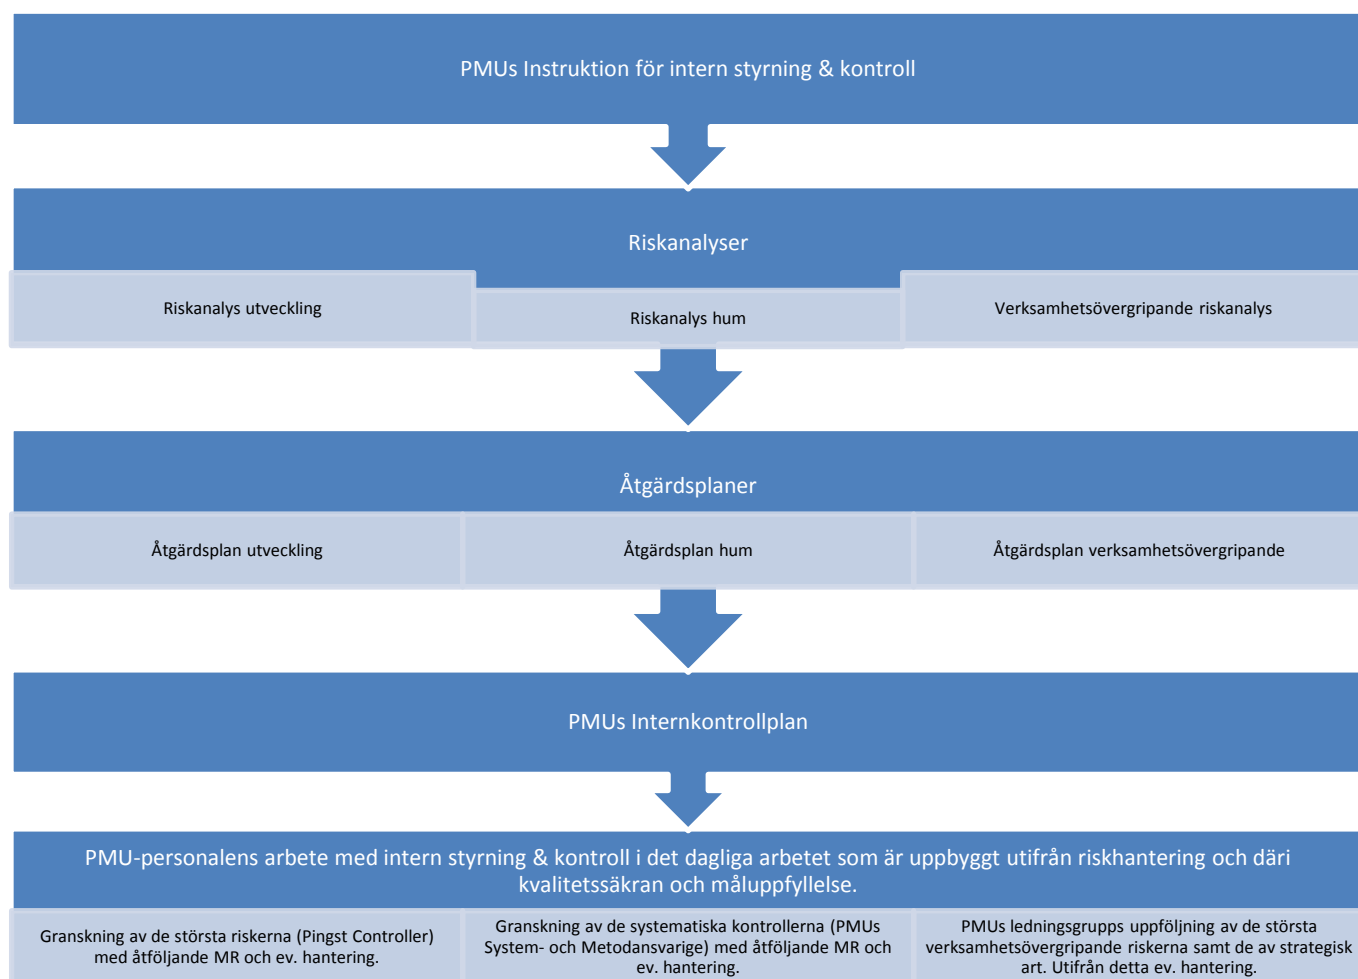 PMUs Instruktion för intern styrning & kontroll
Riskanalyser
Riskanalys utveckling
Riskanalys hum
Verksamhetsövergripande riskanalys
Åtgärdsplaner
Åtgärdsplan utveckling
Åtgärdsplan hum
Åtgärdsplan verksamhetsövergripande
PMUs Internkontrollplan
PMU-personalens arbete med intern styrning & kontroll i det dagliga arbetet som är uppbyggt utifrån riskhantering och däri
kvalitetssäkran och måluppfyllelse.
Granskning av de största riskerna (Pingst Controller)
med åtföljande MR och ev. hantering.
Granskning av de systematiska kontrollerna (PMUs
System- och Metodansvarige) med åtföljande MR och
ev. hantering.
PMUs ledningsgrupps uppföljning av de största
verksamhetsövergripande riskerna samt de av strategisk
art. Utifrån detta ev. hantering.